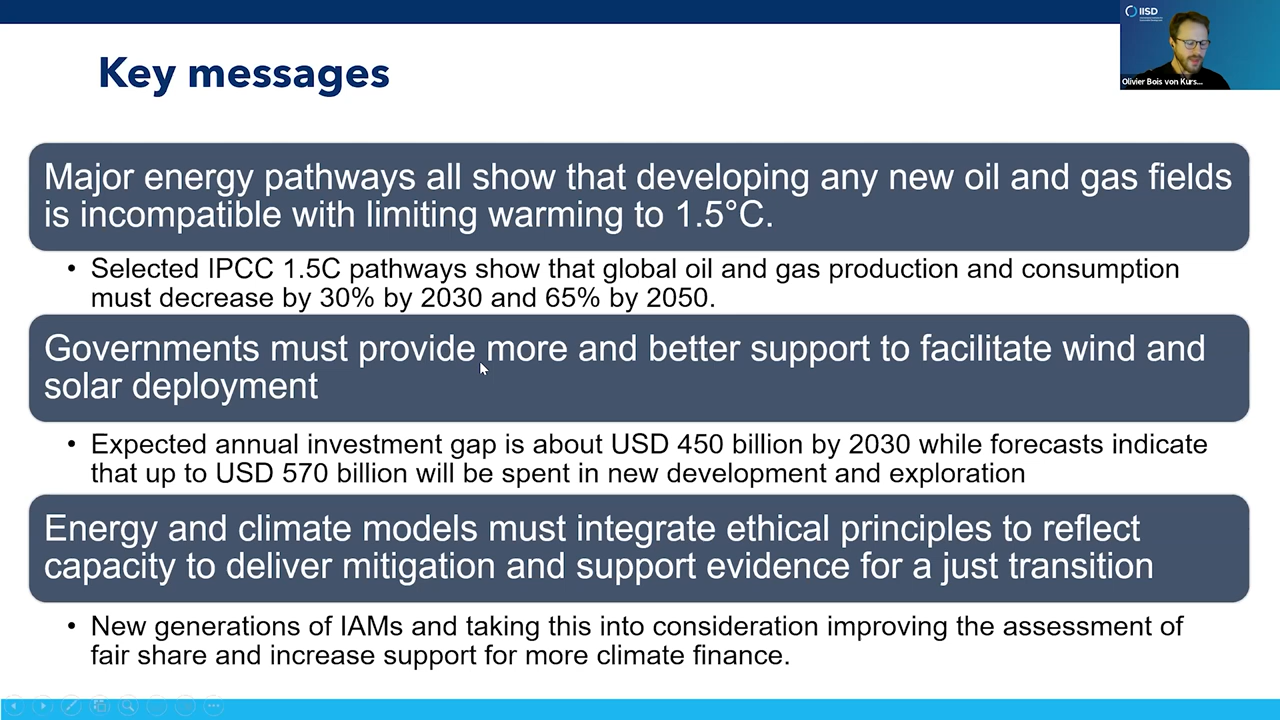 Key messages
IISD
Olivier Bois von Kurs...
Major energy pathways all show that developing any new oil and gas fields
is incompatible with limiting warming to 1.5°C.
• Selected IPCC 1.5C pathways show that global oil and gas production and consumption
must decrease by 30% by 2030 and 65% by 2050.
Governments must provide more and better support to facilitate wind and
solar deployment
• Expected annual investment gap is about USD 450 billion by 2030 while forecasts indicate
that up to USD 570 billion will be spent in new development and exploration
Energy and climate models must integrate ethical principles to reflect
capacity to deliver mitigation and support evidence for a just transition
• New generations of IAMs and taking this into consideration improving the assessment of
fair share and increase support for more climate finance.